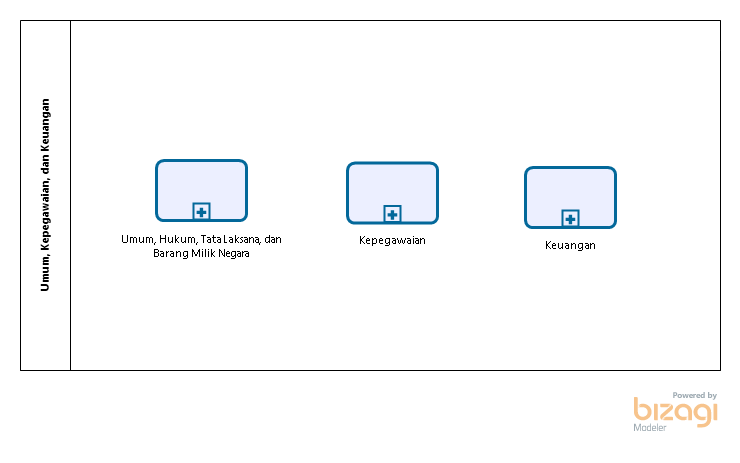 Umum, Kepegawaian, dan Keuangan
Umum, Hukum, Tata Laksana, dan
Barang Milik Negara
Kepegawaian
Keuangan
Powered by
bizagi
Modeler